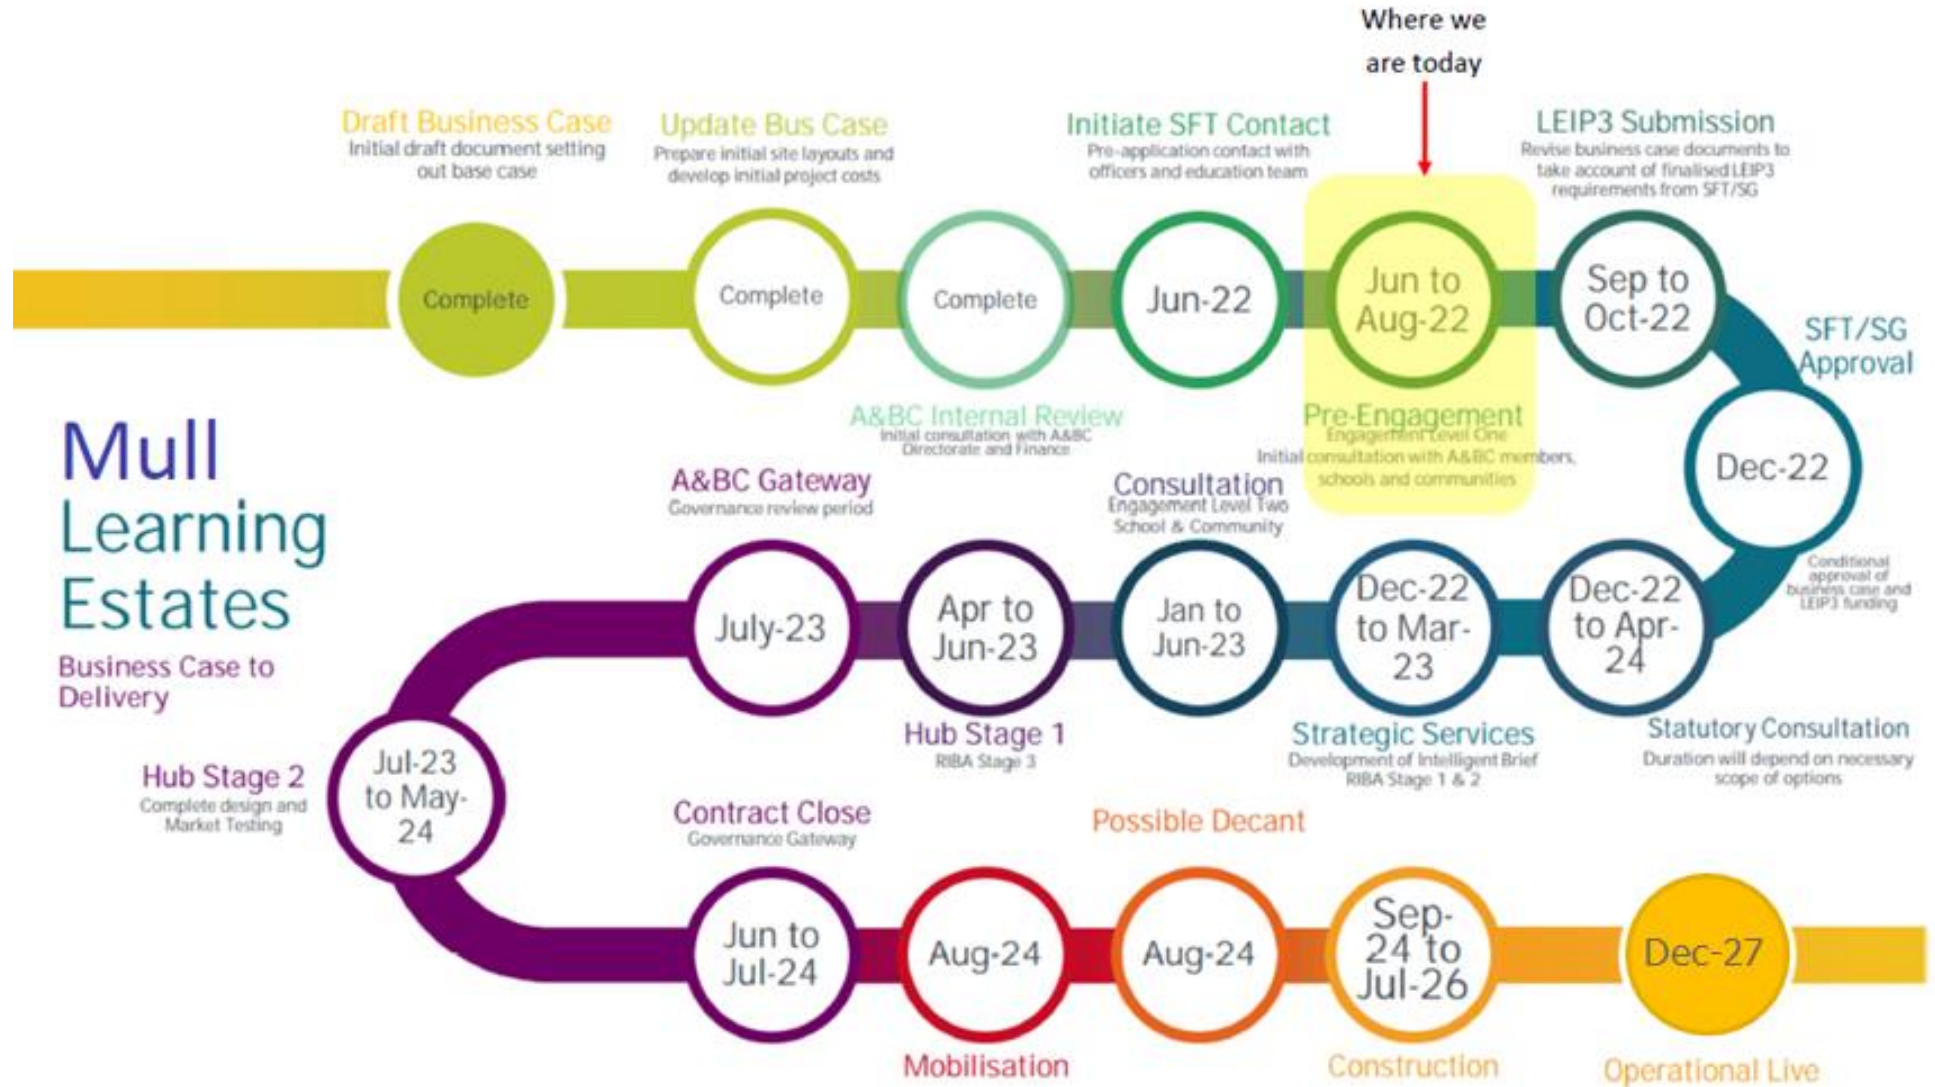 Where we
are today
Draft Business Case
Initial draft document setting
out base case
Update Bus Case
Prepare initial site layouts and
develop initial project costs
Initiate SFT Contact
Pre-application contact with
officers and education team
LEIP3 Submission
Revise business case documents to
take account of finalised LEIP3
requirements from SFT/SG
Complete
Complete
Complete
Jun-22
Jun to
Aug-22
Sep to
Oct-22
SFT/SG
Approval
A&BC Internal Review
Initial consultation with A&BC
Directorate and Finance
Pre-Engagement
Engagement Level One
Initial consultation with A&BC members,
schools and communities
Dec-22
Conditional
approval of
business case and
LEIP3 funding
Mull
Learning
Estates
Business Case to
Delivery
A&BC Gateway
Governance review period
Consultation
Engagement Level Two
School & Community
July-23
Apr to
Jun-23
Jan to
Jun-23
Dec-22
to Mar-
23
Dec-22
to Apr-
24
Hub Stage 1
RIBA Stage 3
Strategic Services
Development of Intelligent Brief
RIBA Stage 1 & 2
Statutory Consultation
Duration will depend on necessary
scope of options
Hub Stage 2
Complete design and
Market Testing
Jul-23
to May-
24
Contract Close
Governance Gateway
Possible Decant
Jun to
Jul-24
Aug-24
Aug-24
Sep-
24 to
Jul-26
Dec-27
Mobilisation
Construction
Operational Live